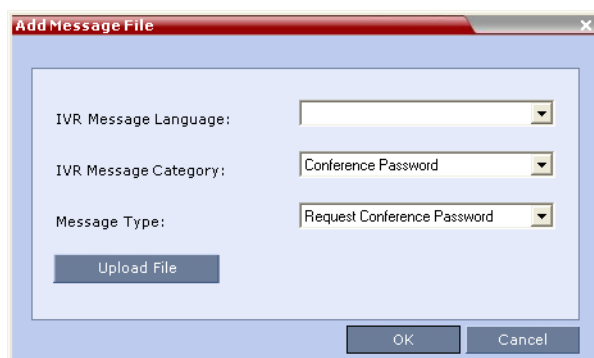 Add Message File
IVR Message Language:
IVR Message Category: Conference Password
Message Type: Request Conference Password
Upload File
OK Cancel